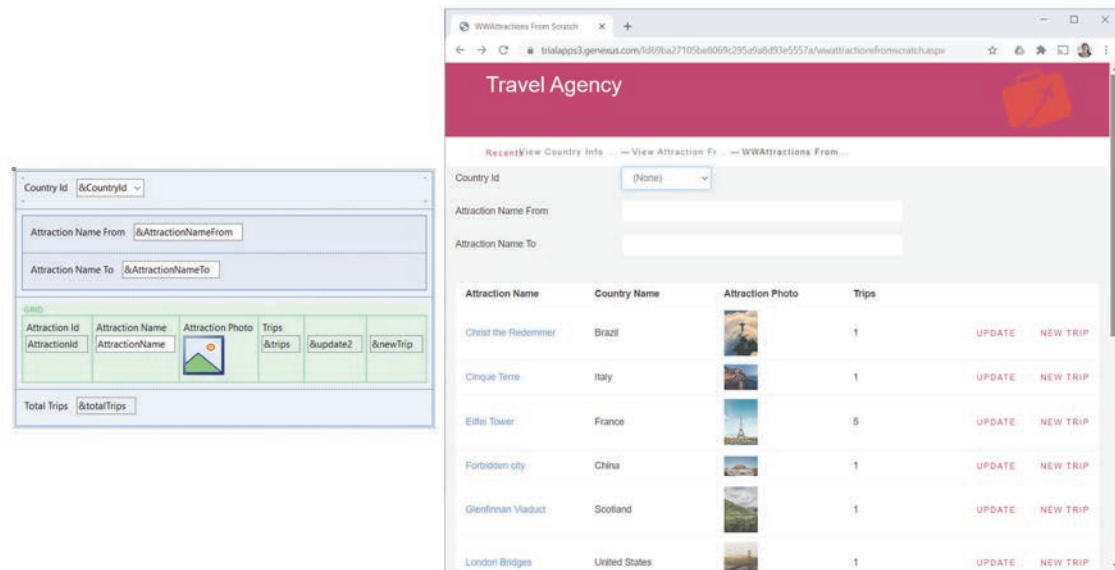 Country Id &CountryId
Attraction Name From &AttractionNameFrom
Attraction Name To &AttractionNameTo
GRID
Attraction Id Attraction Name Attraction Photo Trips
AttractionId AttractionName &trips &update2 &newTrip
Total Trips &totalTrips
WWAttractions From Scratch
trialapps3.genexus.com/
Travel Agency
Recents View Country Info ... — View Attraction Fr... — WWAttractions From ...
Country Id (None)
Attraction Name From
Attraction Name To
Attraction Name Country Name Attraction Photo Trips
Christ the Redemmer Brazil 1 UPDATE NEW TRIP
Cinque Terre Italy 1 UPDATE NEW TRIP
Eiffel Tower France 5 UPDATE NEW TRIP
Forbidden city China 1 UPDATE NEW TRIP
Glenfinnan Viaduct Scotland 1 UPDATE NEW TRIP
London Bridges United States 1 UPDATE NEW TRIP